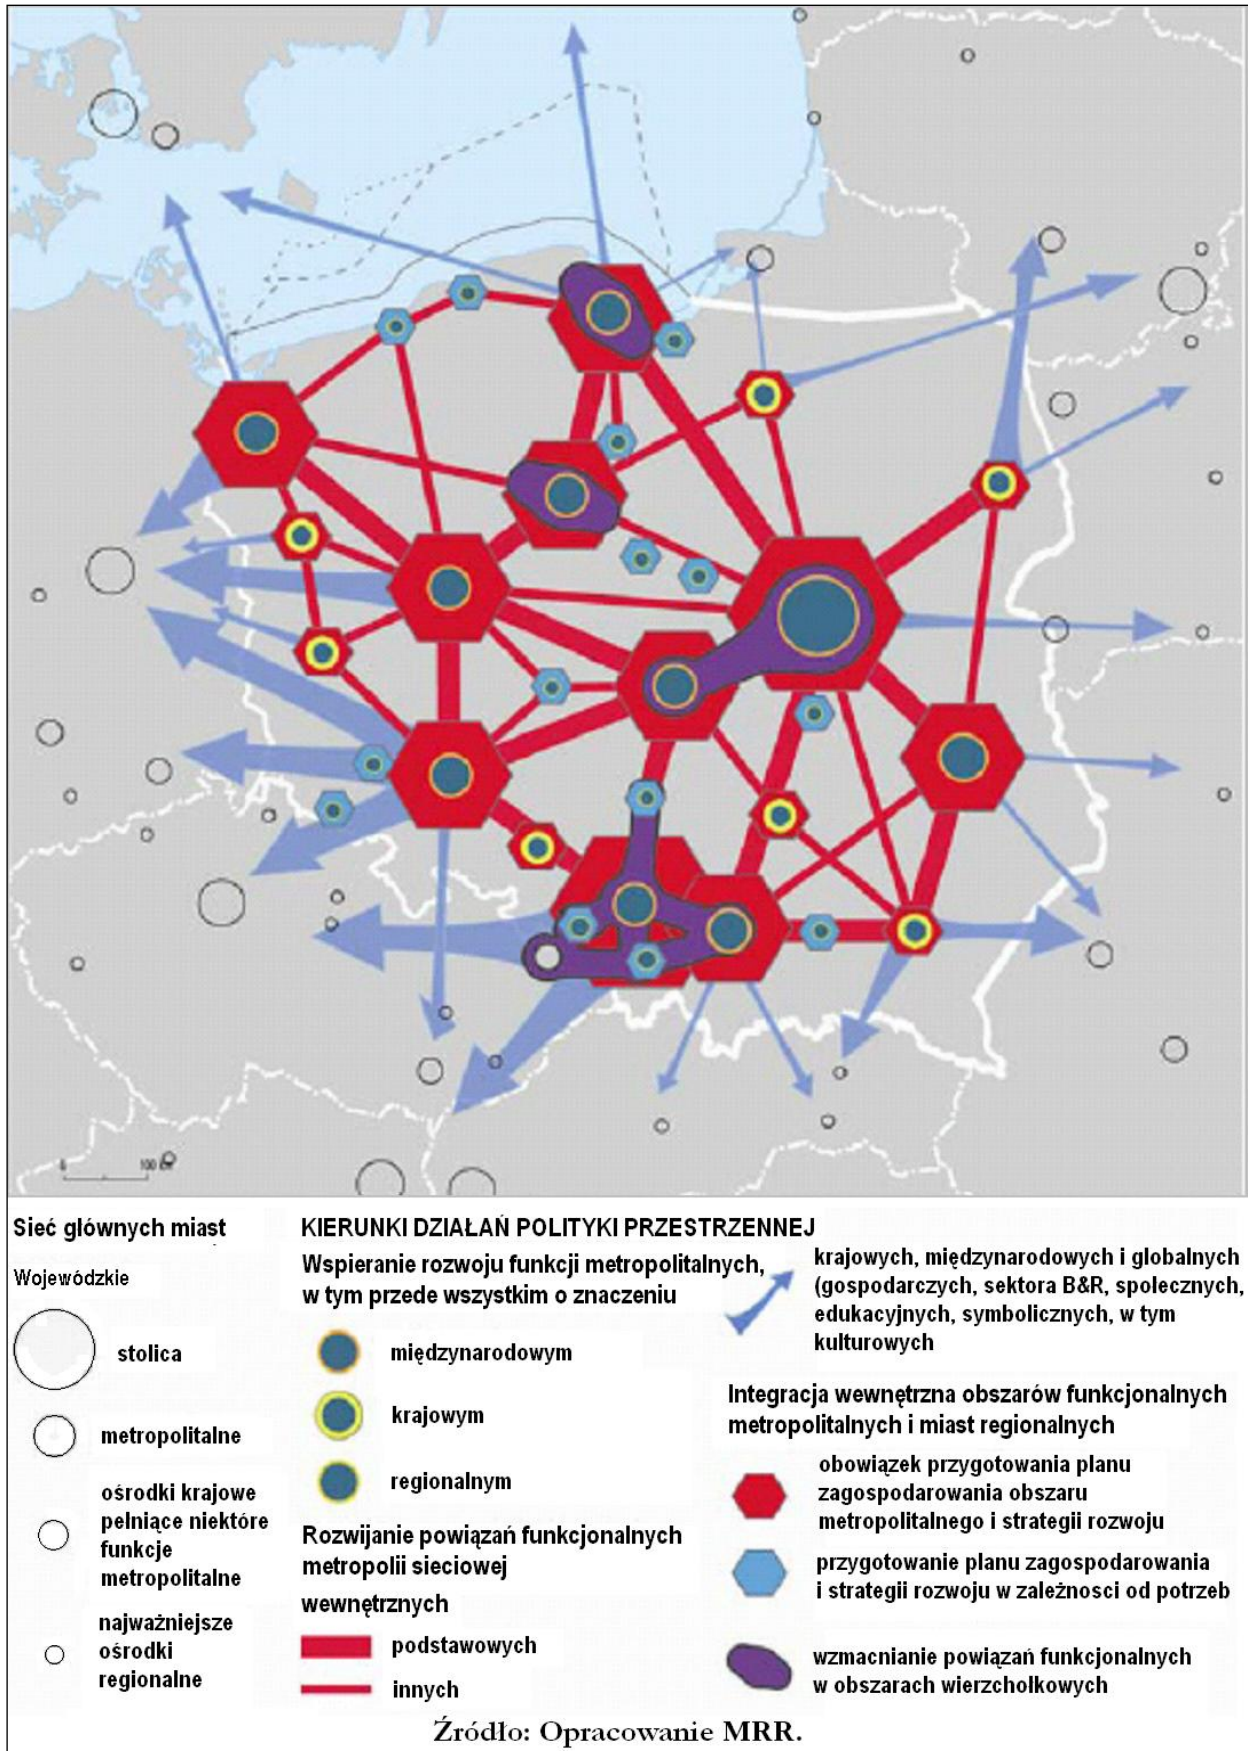 0 100 km
Sieć głównych miast
Wojewódzkie
stolica
metropolitalne
ośrodki krajowe
pełniące niektóre
funkcje
metropolitalne
najważniejsze
ośrodki
regionalne
KIERUNKI DZIAŁAŃ POLITYKI PRZESTRZENNEJ
Wspieranie rozwoju funkcji metropolitalnych,
w tym przede wszystkim o znaczeniu
międzynarodowym
krajowym
regionalnym
Rozwijanie powiązań funkcjonalnych
metropolii sieciowej
wewnętrznych
podstawowych
innych
krajowych, międzynarodowych i globalnych
(gospodarczych, sektora B&R, społecznych,
edukacyjnych, symbolicznych, w tym
kulturowych
Integracja wewnętrzna obszarów funkcjonalnych
metropolitalnych i miast regionalnych
obowiązek przygotowania planu
zagospodarowania obszaru
metropolitalnego i strategii rozwoju
przygotowanie planu zagospodarowania
i strategii rozwoju w zależnosci od potrzeb
wzmacnianie powiązań funkcjonalnych
w obszarach wierzchołkowych
Źródło: Opracowanie MRR.